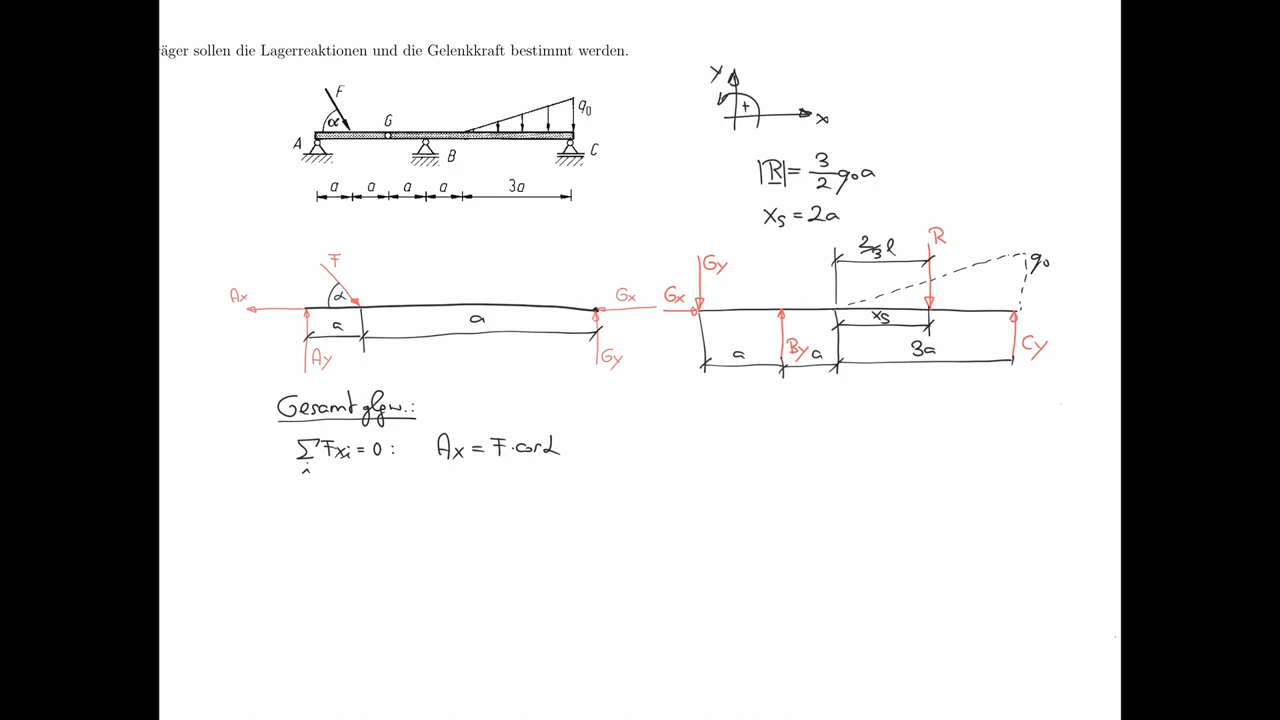 räger sollen die Lagerreaktionen und die Gelenkkraft bestimmt werden.
F
α
G
q₀
A
B
C
a a a a 3a
y
+
x
|R| = 3/2 q₀a
xₛ = 2a
F
Ax
α
Gx
a
a
Ay
Gy
2/3 l
R
Gy
q₀
Gx
xₛ
a
By
a
3a
Cy
Gesamtglgw.:
∑ᵢ Fxi = 0 : Ax = F·cosα